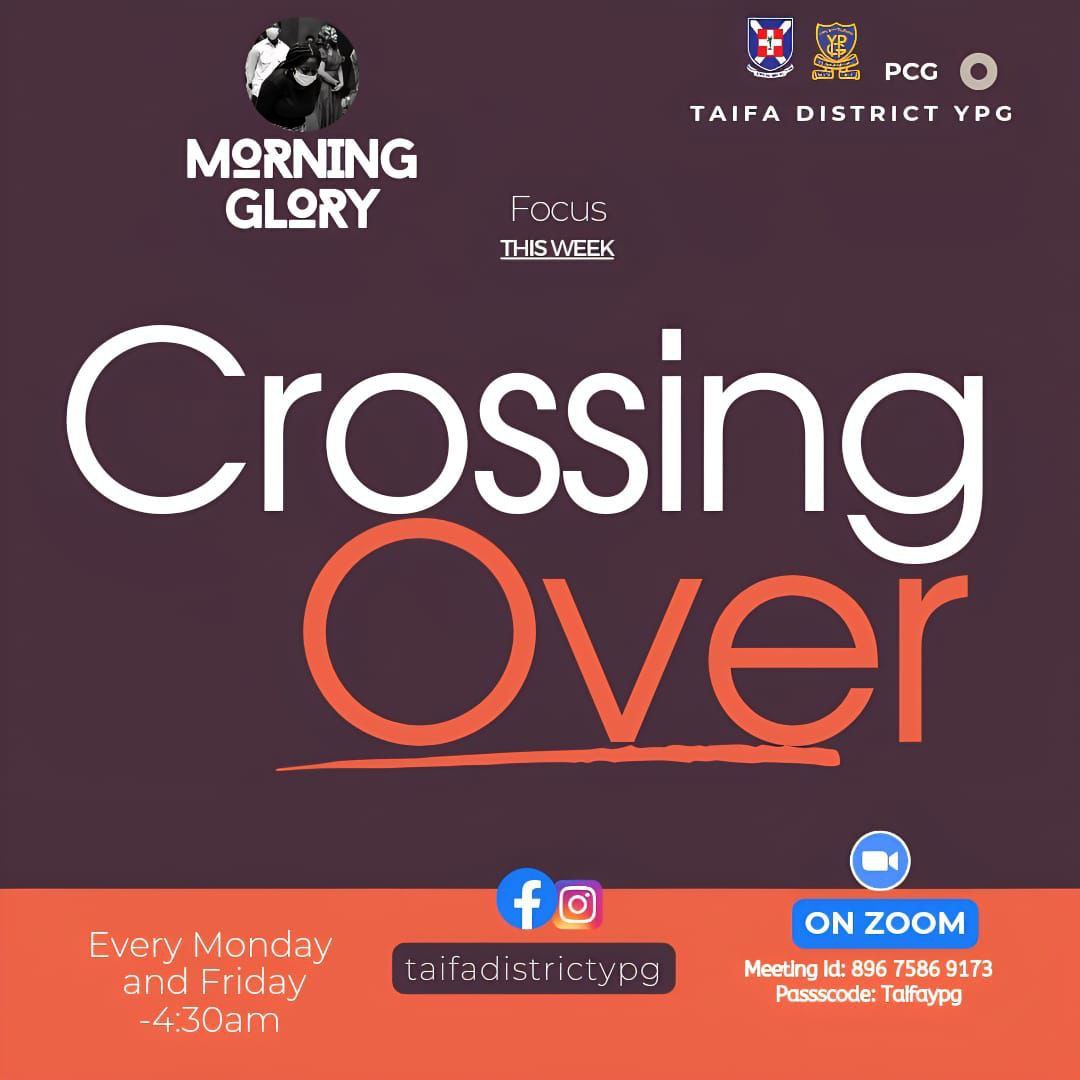 MORNING
GLORY
YPG
PCG
TAIFA DISTRICT YPG
Focus
THIS WEEK
Crossing
Over
Every Monday
and Friday
-4:30am
taifadistrictypg
ON ZOOM
Meeting Id: 896 7586 9173
Passscode: Taifaypg